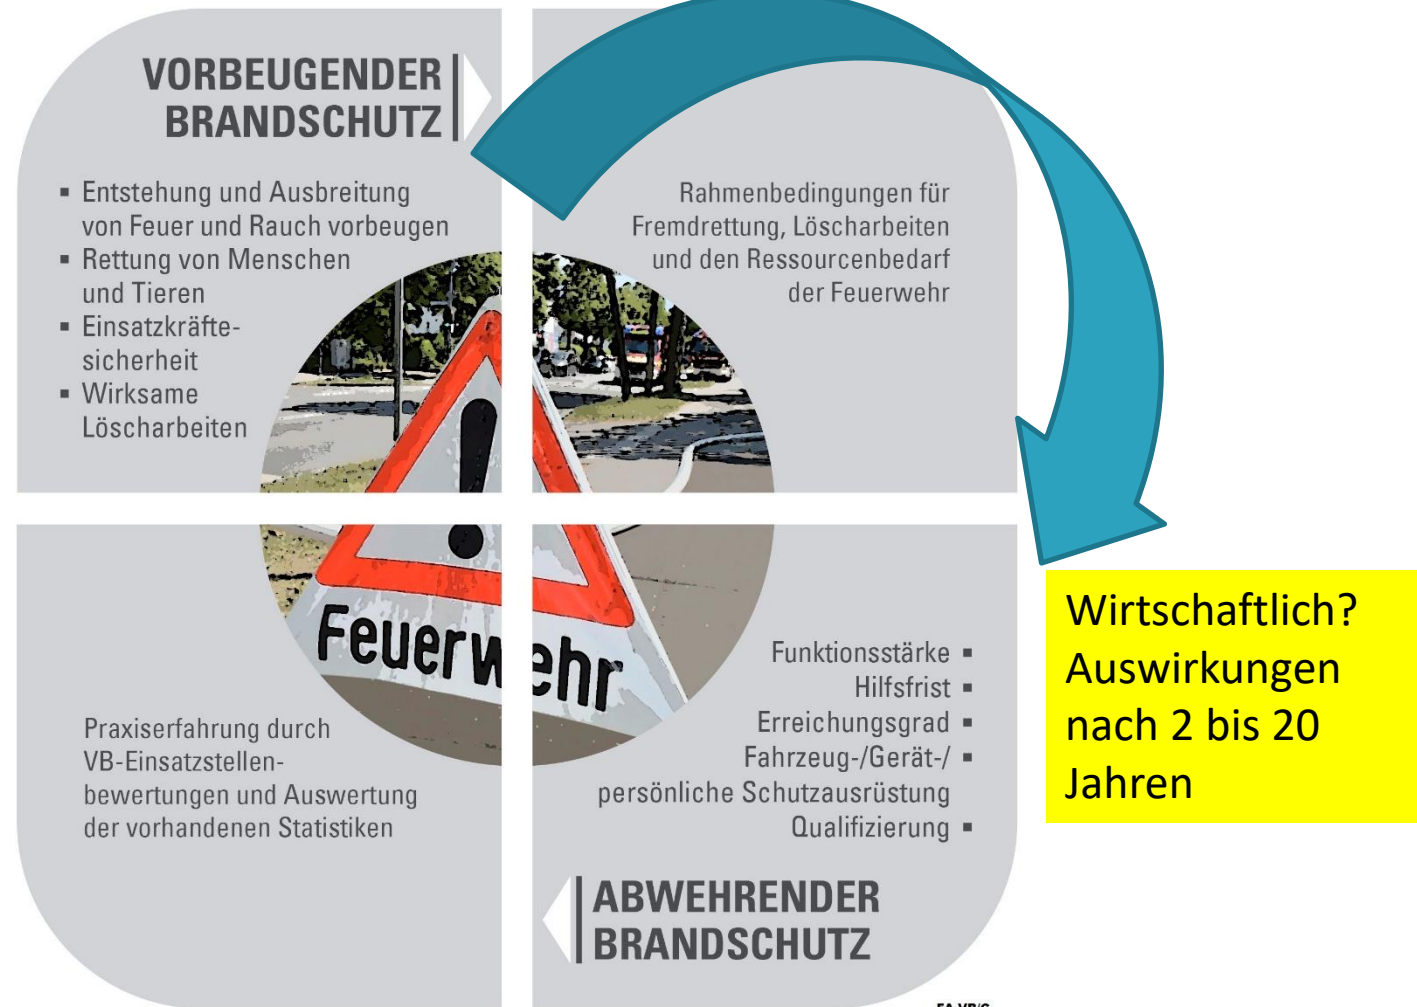 VORBEUGENDER
BRANDSCHUTZ
▪ Entstehung und Ausbreitung
von Feuer und Rauch vorbeugen
▪ Rettung von Menschen
und Tieren
▪ Einsatzkräfte-
sicherheit
▪ Wirksame
Löscharbeiten
Rahmenbedingungen für
Fremdrettung, Löscharbeiten
und den Ressourcenbedarf
der Feuerwehr
Feuerwehr
Praxiserfahrung durch
VB-Einsatzstellen-
bewertungen und Auswertung
der vorhandenen Statistiken
Funktionsstärke ▪
Hilfsfrist ▪
Erreichungsgrad ▪
Fahrzeug-/Gerät-/ ▪
persönliche Schutzausrüstung
Qualifizierung ▪
ABWEHRENDER
BRANDSCHUTZ
Wirtschaftlich?
Auswirkungen
nach 2 bis 20
Jahren